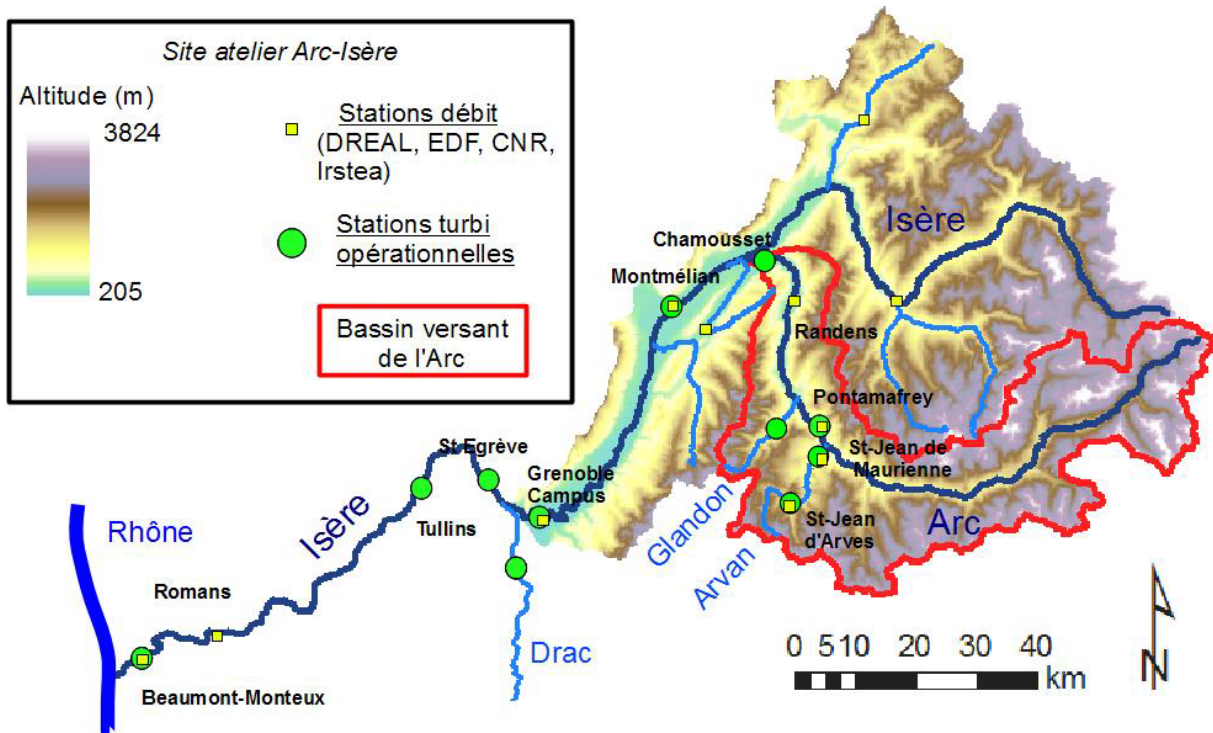 Site atelier Arc-Isère
Altitude (m)
3824
205
Stations débit
(DREAL, EDF, CNR,
Irstea)
Stations turbi
opérationnelles
Bassin versant
de l'Arc
Isère
Chamousset
Montmélian
Randens
Pontamafrey
St-Jean de
Maurienne
St Egrève
Grenoble
Campus
Isère
Tullins
Rhône
Glandon
Arvan
St-Jean
d'Arves
Arc
Romans
Drac
Beaumont-Monteux
0 5 10 20 30 40
km
N